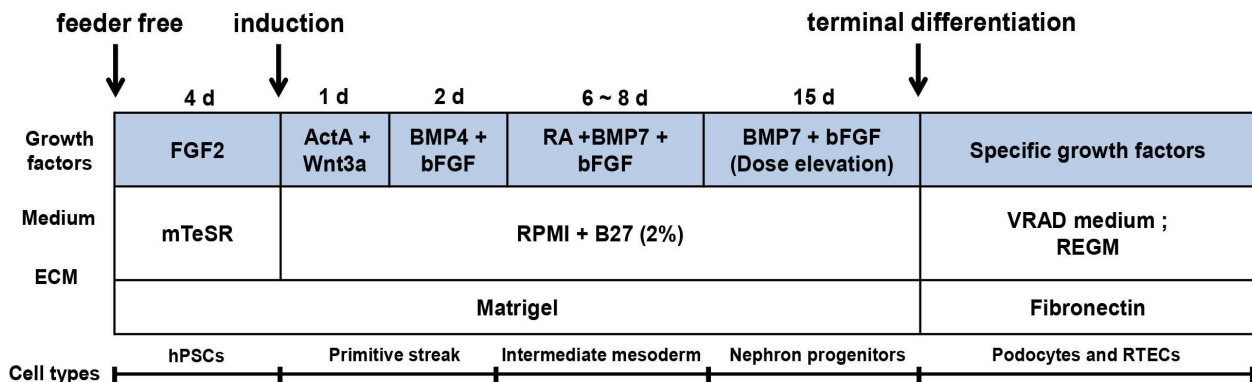 feeder free induction terminal differentiation
4 d 1 d 2 d 6 ~ 8 d 15 d
Growth factors
FGF2
ActA +
Wnt3a
BMP4 +
bFGF
RA +BMP7 +
bFGF
BMP7 + bFGF
(Dose elevation)
Specific growth factors
Medium
mTeSR
RPMI + B27 (2%)
VRAD medium ;
REGM
ECM
Matrigel
Fibronectin
Cell types
hPSCs
Primitive streak
Intermediate mesoderm
Nephron progenitors
Podocytes and RTECs